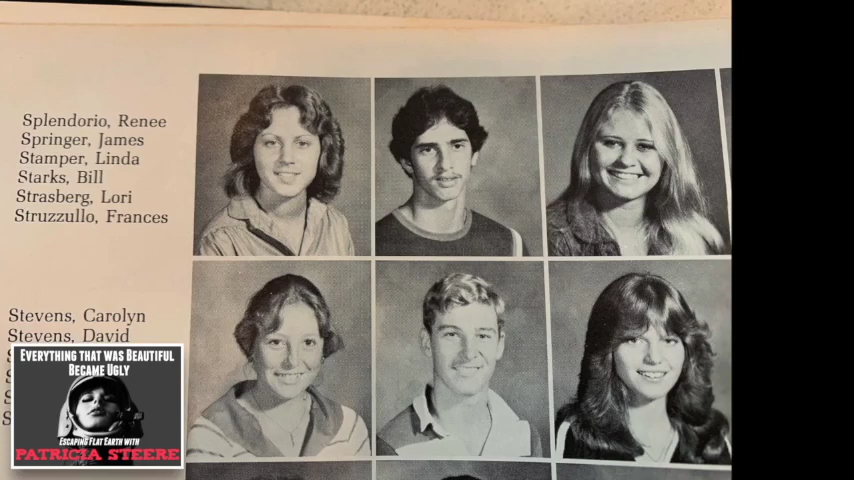 Splendorio, Renee
Springer, James
Stamper, Linda
Starks, Bill
Strasberg, Lori
Struzzullo, Frances
Stevens, Carolyn
Stevens, David
EVERYTHING THAT WAS BEAUTIFUL
BECAME UGLY
ESCAPING FLAT EARTH WITH
PATRICIA STEERE